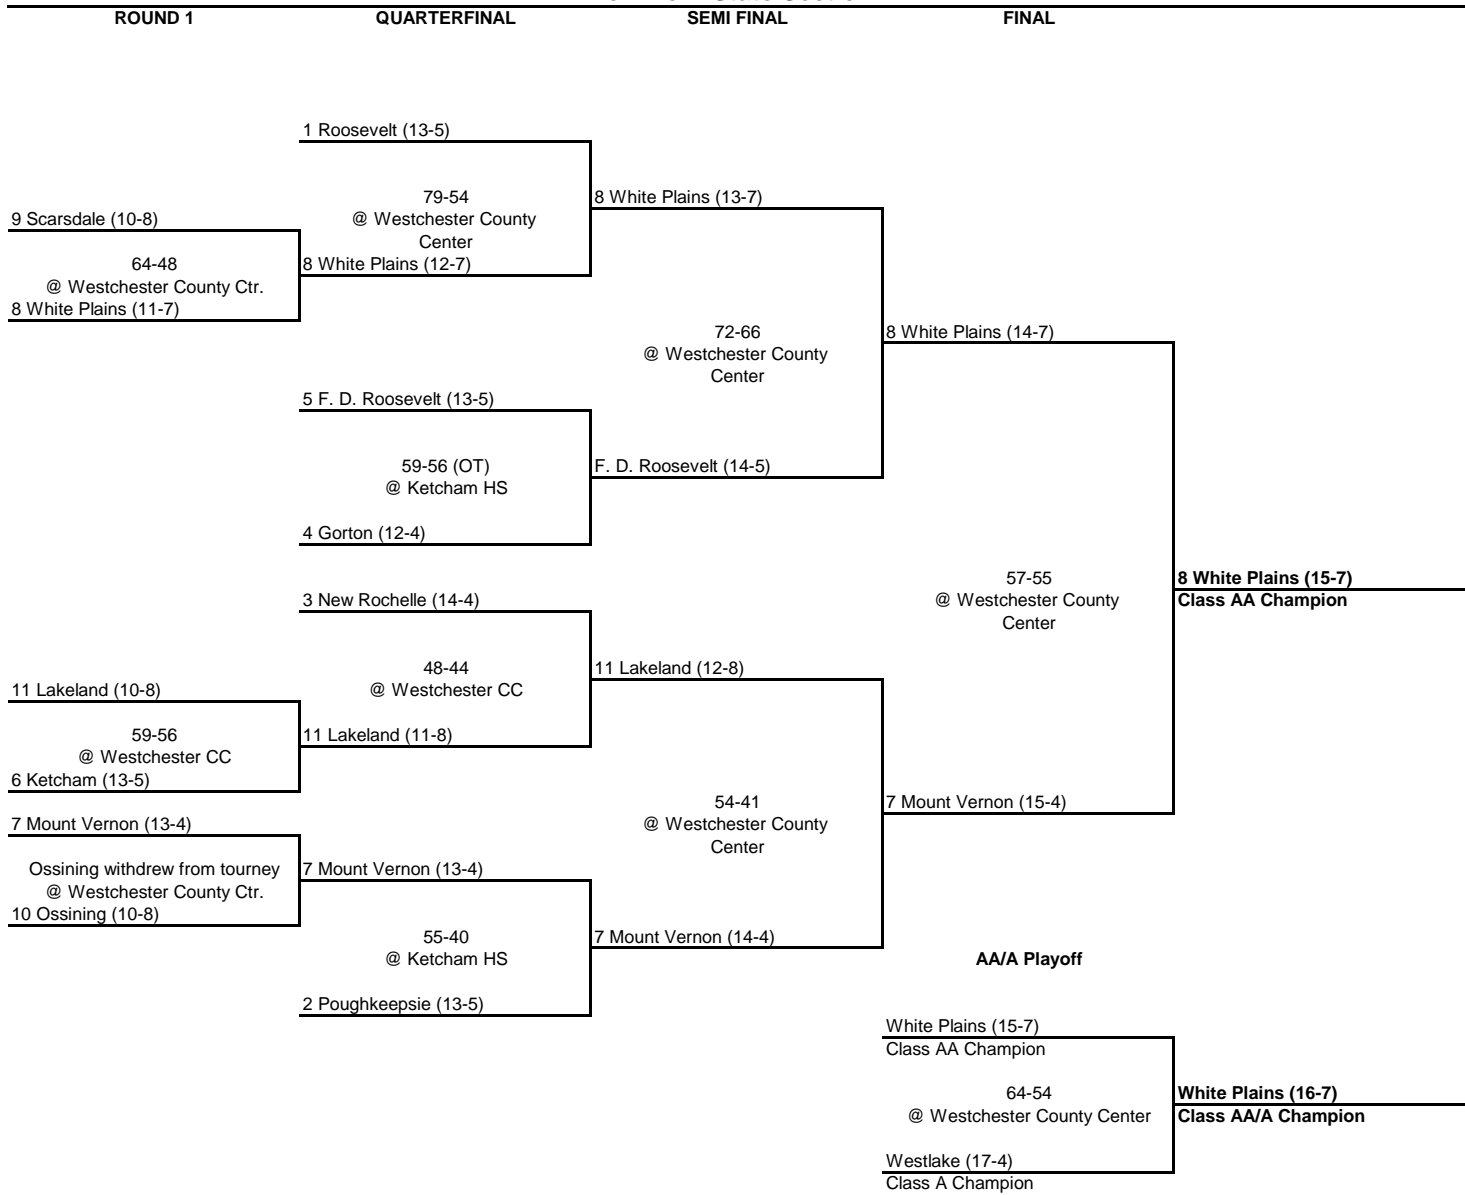 ROUND 1
QUARTERFINAL
SEMI FINAL
FINAL
1 Roosevelt (13-5)
79-54
@ Westchester County
Center
8 White Plains (13-7)
9 Scarsdale (10-8)
64-48
@ Westchester County Ctr.
8 White Plains (11-7)
8 White Plains (12-7)
72-66
@ Westchester County
Center
8 White Plains (14-7)
5 F. D. Roosevelt (13-5)
59-56 (OT)
@ Ketcham HS
F. D. Roosevelt (14-5)
4 Gorton (12-4)
57-55
@ Westchester County
Center
8 White Plains (15-7)
Class AA Champion
3 New Rochelle (14-4)
48-44
@ Westchester CC
11 Lakeland (12-8)
11 Lakeland (10-8)
59-56
@ Westchester CC
6 Ketcham (13-5)
11 Lakeland (11-8)
54-41
@ Westchester County
Center
7 Mount Vernon (15-4)
7 Mount Vernon (13-4)
Ossining withdrew from tourney
@ Westchester County Ctr.
10 Ossining (10-8)
7 Mount Vernon (13-4)
55-40
@ Ketcham HS
7 Mount Vernon (14-4)
2 Poughkeepsie (13-5)
AA/A Playoff
White Plains (15-7)
Class AA Champion
64-54
@ Westchester County Center
White Plains (16-7)
Class AA/A Champion
Westlake (17-4)
Class A Champion